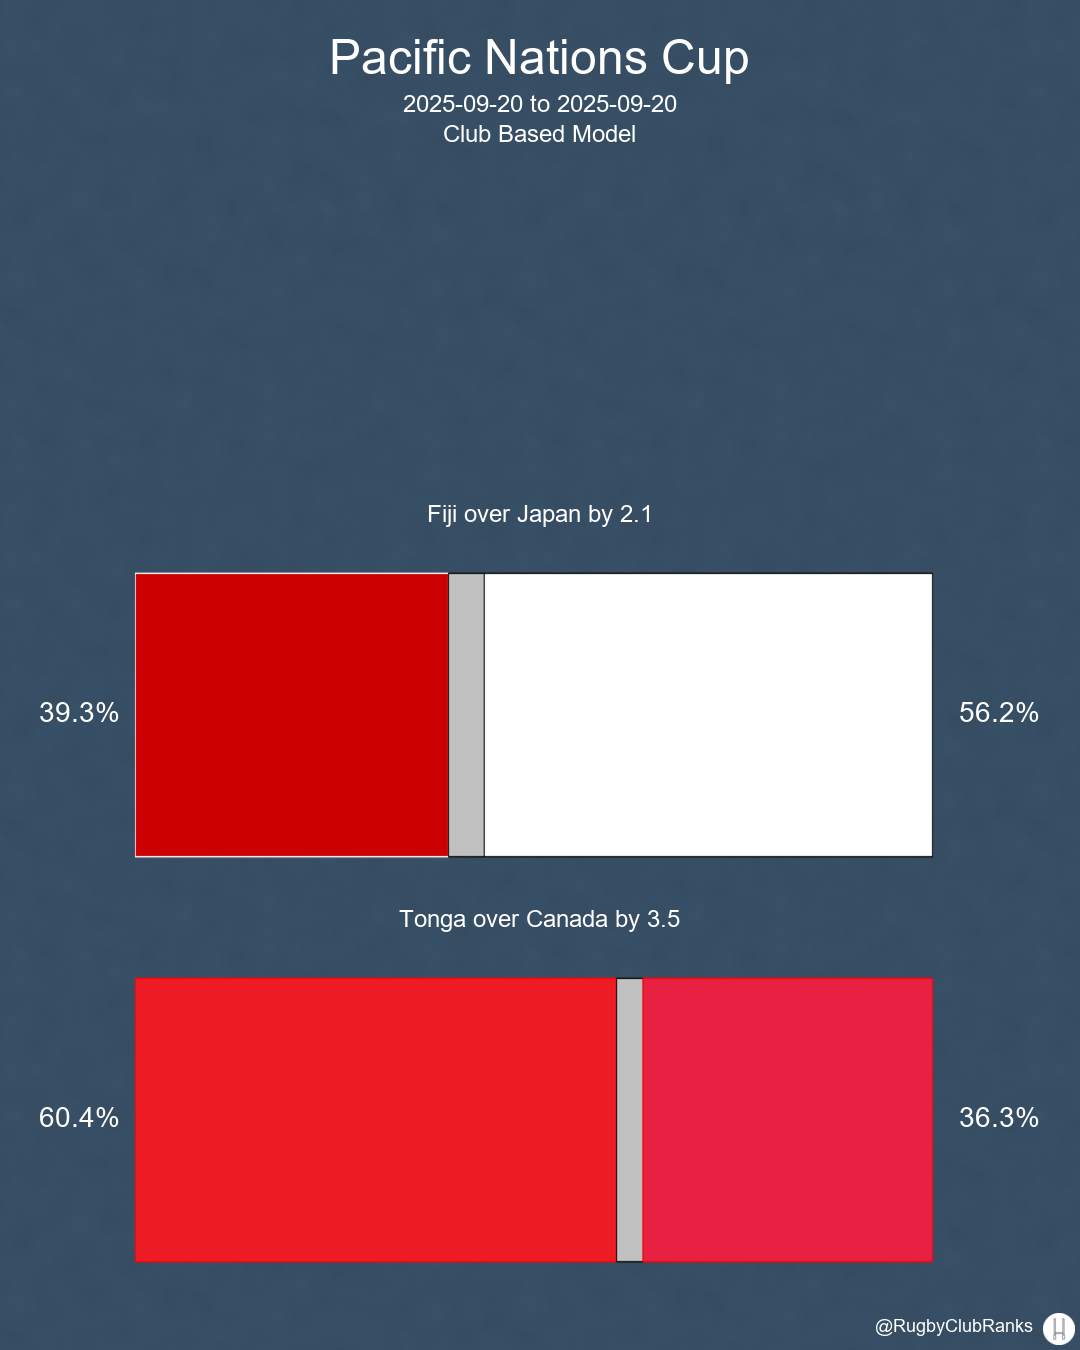 Pacific Nations Cup
2025-09-20 to 2025-09-20
Club Based Model
Fiji over Japan by 2.1
39.3%
56.2%
Tonga over Canada by 3.5
60.4%
36.3%
@RugbyClubRanks